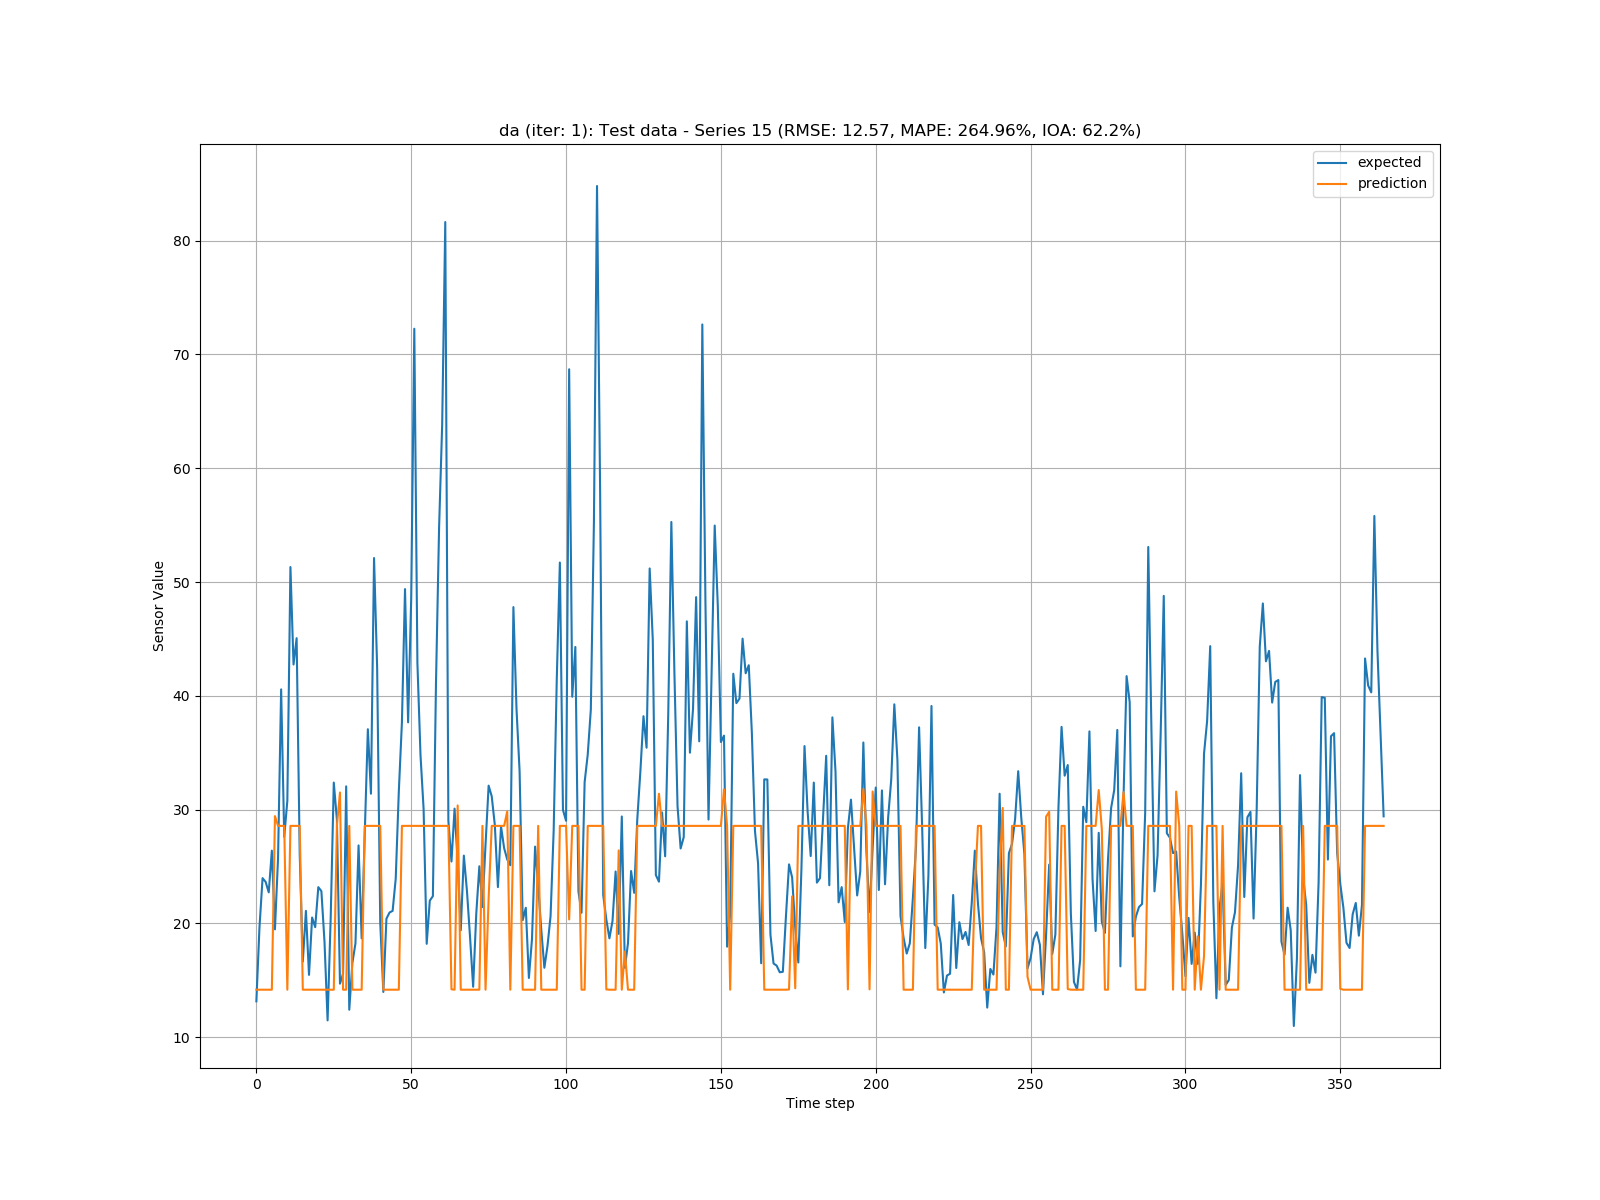 da (iter: 1): Test data - Series 15 (RMSE: 12.57, MAPE: 264.96%, IOA: 62.2%)
expected
prediction
80
70
60
50
40
30
20
10
Sensor Value
0 50 100 150 200 250 300 350
Time step